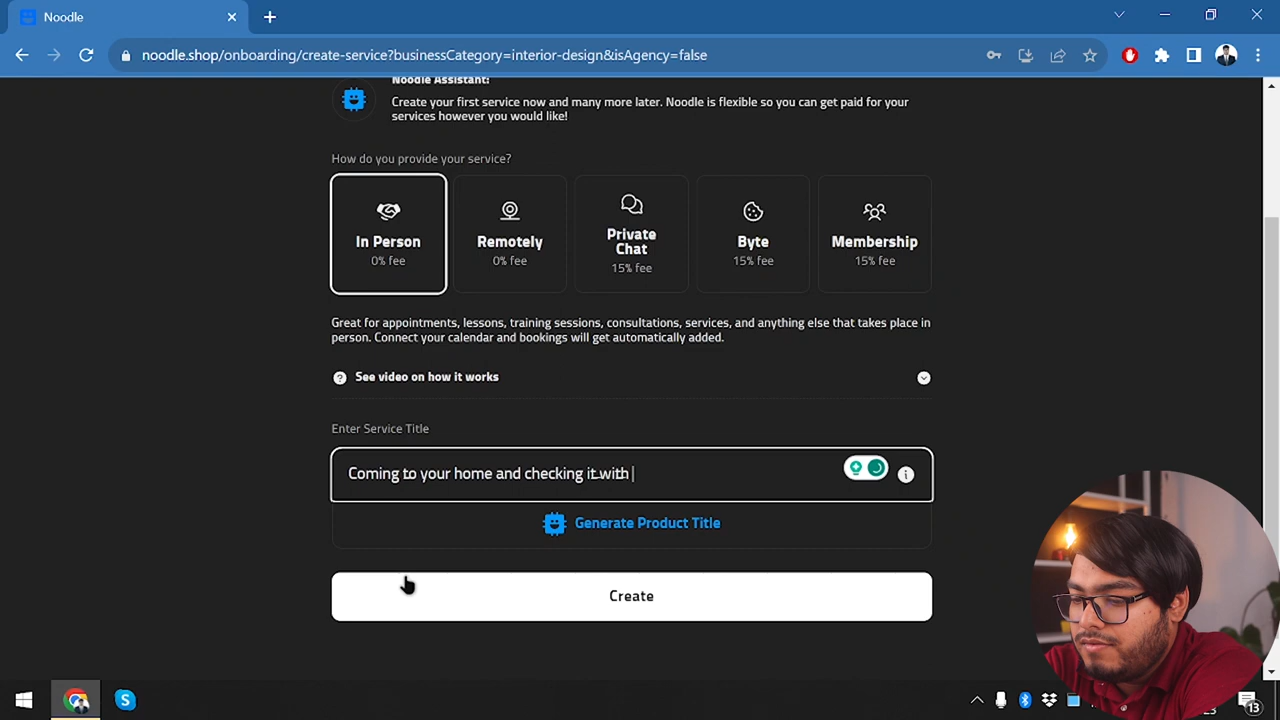 Noodle
noodle.shop/onboarding/create-service?businessCategory=interior-design&isAgency=false
Noodle Assistant:
Create your first service now and many more later. Noodle is flexible so you can get paid for your
services however you would like!
How do you provide your service?
In Person
0% fee
Remotely
0% fee
Private
Chat
15% fee
Byte
15% fee
Membership
15% fee
Great for appointments, lessons, training sessions, consultations, services, and anything else that takes place in
person. Connect your calendar and bookings will get automatically added.
See video on how it works
Enter Service Title
Coming to your home and checking it with
Generate Product Title
Create
13